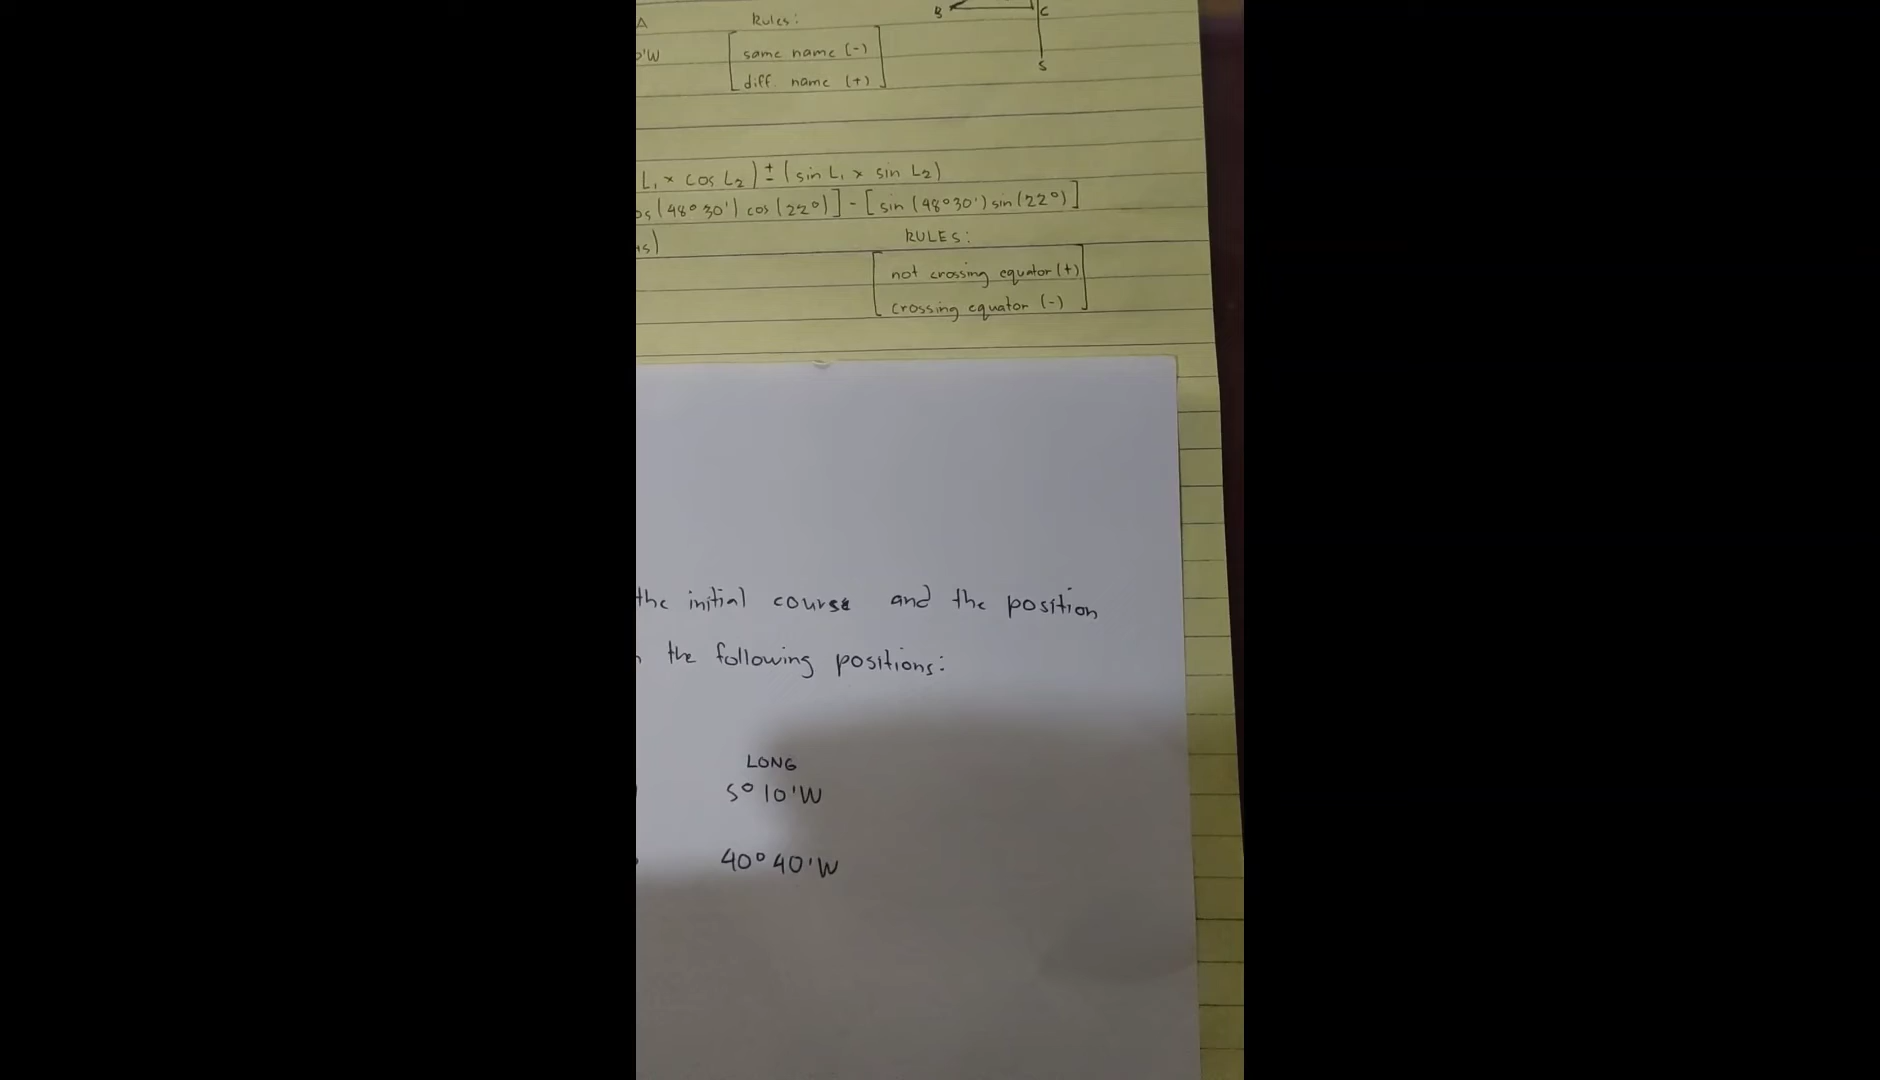 A
Rules:
B
C
S
'W
same name (-)
diff. name (+)
L₁ × cos L₂) ± (sin L₁ × sin L₂)
os (48° 30') cos (22°)] - [sin (48°30') sin (22°)]
RULES:
not crossing equator (+)
crossing equator (-)
the initial course and the position
the following positions:
LONG
5° 10' W
40° 40' W